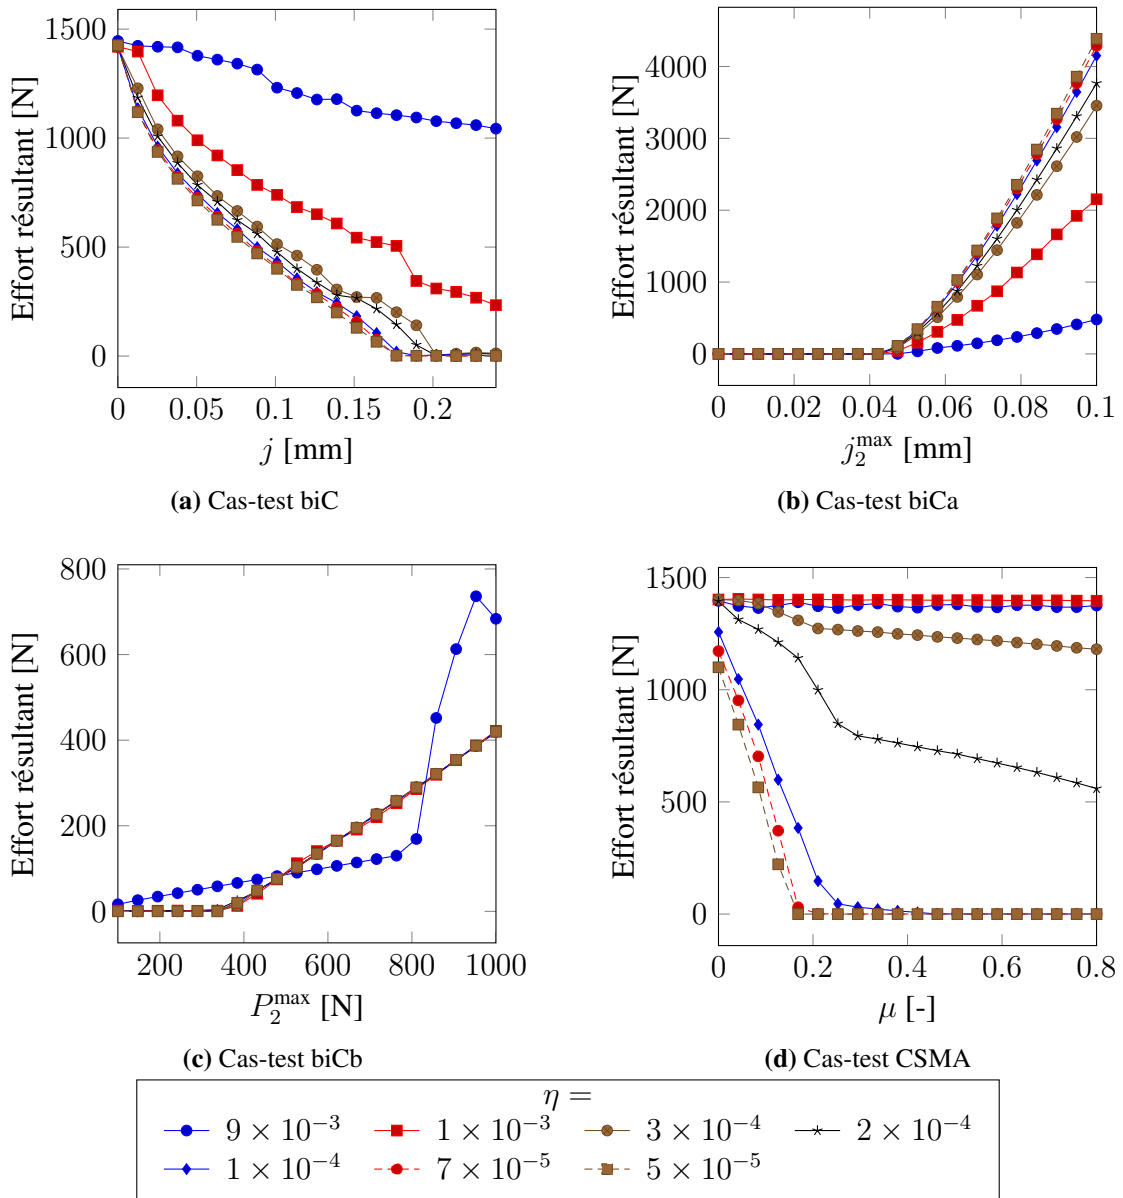 1500
1000
500
0
Effort résultant [N]
0 0.05 0.1 0.15 0.2
j [mm]
(a) Cas-test biC
4000
3000
2000
1000
0
Effort résultant [N]
0 0.02 0.04 0.06 0.08 0.1
j₂ᵐᵃˣ [mm]
(b) Cas-test biCa
800
600
400
200
0
Effort résultant [N]
200 400 600 800 1000
P₂ᵐᵃˣ [N]
(c) Cas-test biCb
1500
1000
500
0
Effort résultant [N]
0 0.2 0.4 0.6 0.8
μ [-]
(d) Cas-test CSMA
η =
9 × 10⁻³ 1 × 10⁻³ 3 × 10⁻⁴ 2 × 10⁻⁴
1 × 10⁻⁴ 7 × 10⁻⁵ 5 × 10⁻⁵